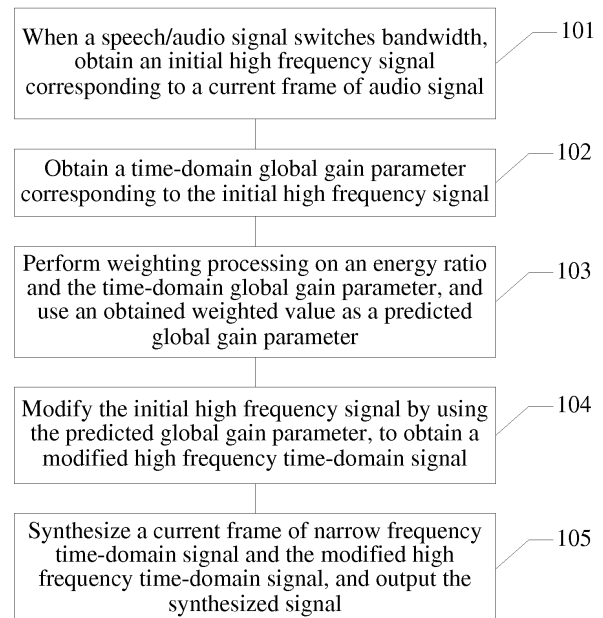 When a speech/audio signal switches bandwidth,
obtain an initial high frequency signal
corresponding to a current frame of audio signal
101
Obtain a time-domain global gain parameter
corresponding to the initial high frequency signal
102
Perform weighting processing on an energy ratio
and the time-domain global gain parameter, and
use an obtained weighted value as a predicted
global gain parameter
103
Modify the initial high frequency signal by using
the predicted global gain parameter, to obtain a
modified high frequency time-domain signal
104
Synthesize a current frame of narrow frequency
time-domain signal and the modified high
frequency time-domain signal, and output the
synthesized signal
105